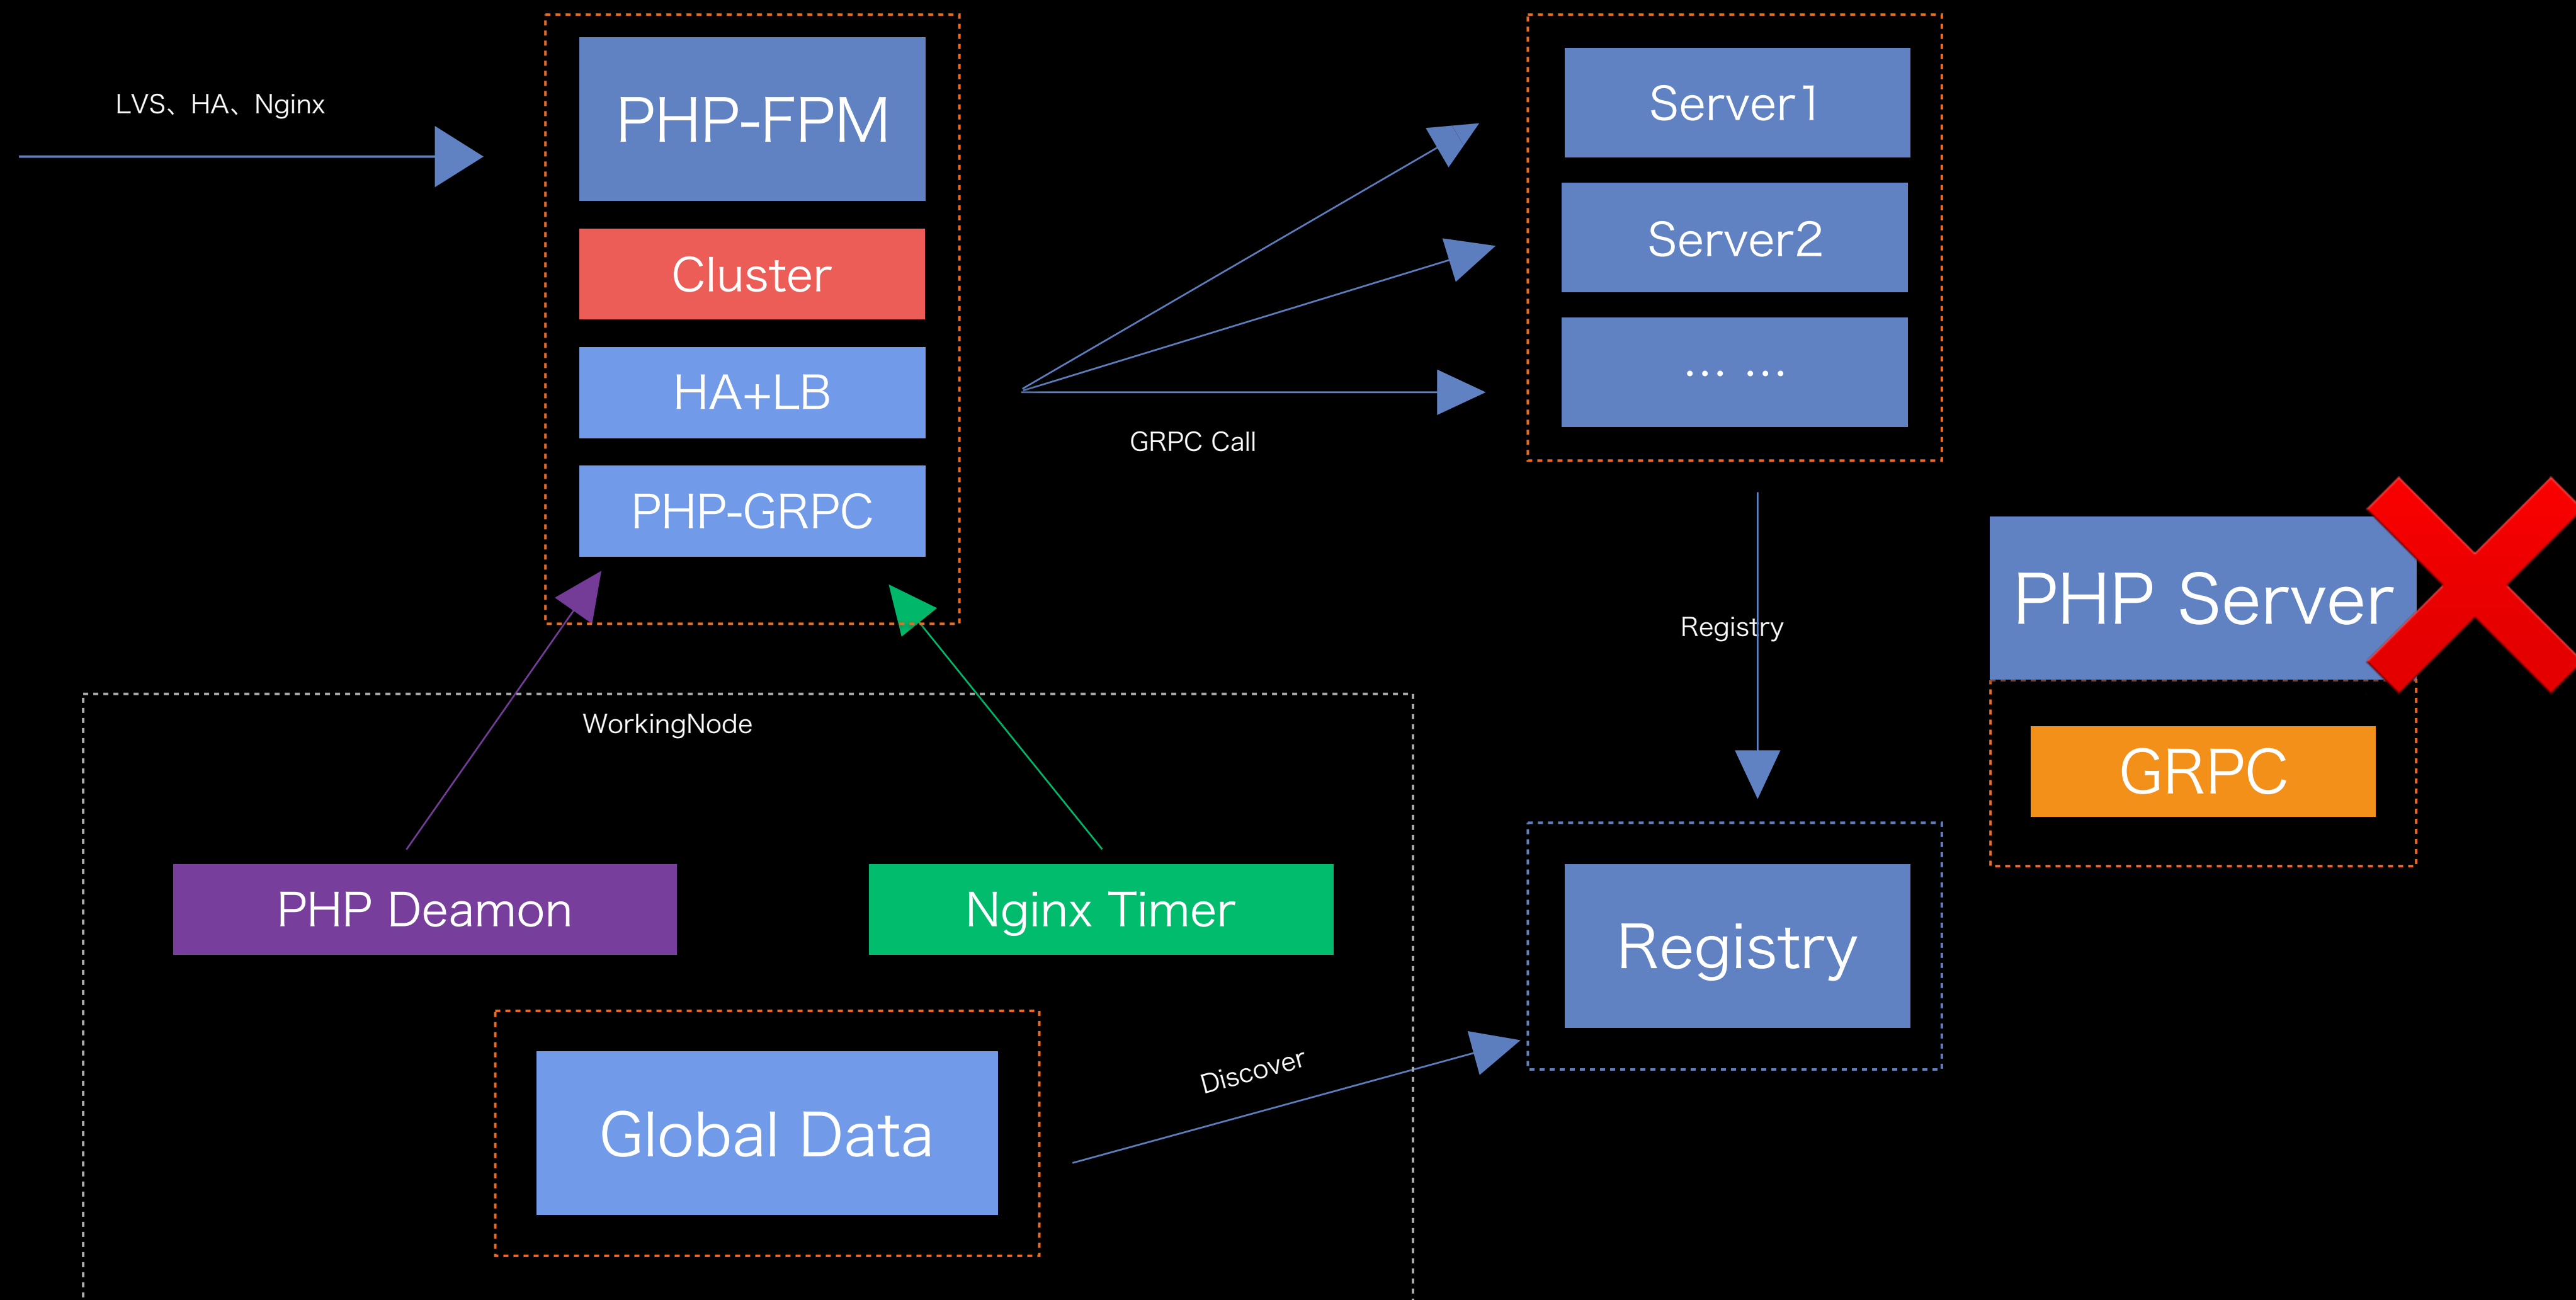 LVS、HA、Nginx
PHP-FPM
Cluster
HA+LB
PHP-GRPC
GRPC Call
Server1
Server2
... ...
Registry
PHP Server
GRPC
WorkingNode
PHP Deamon
Nginx Timer
Global Data
Discover
Registry